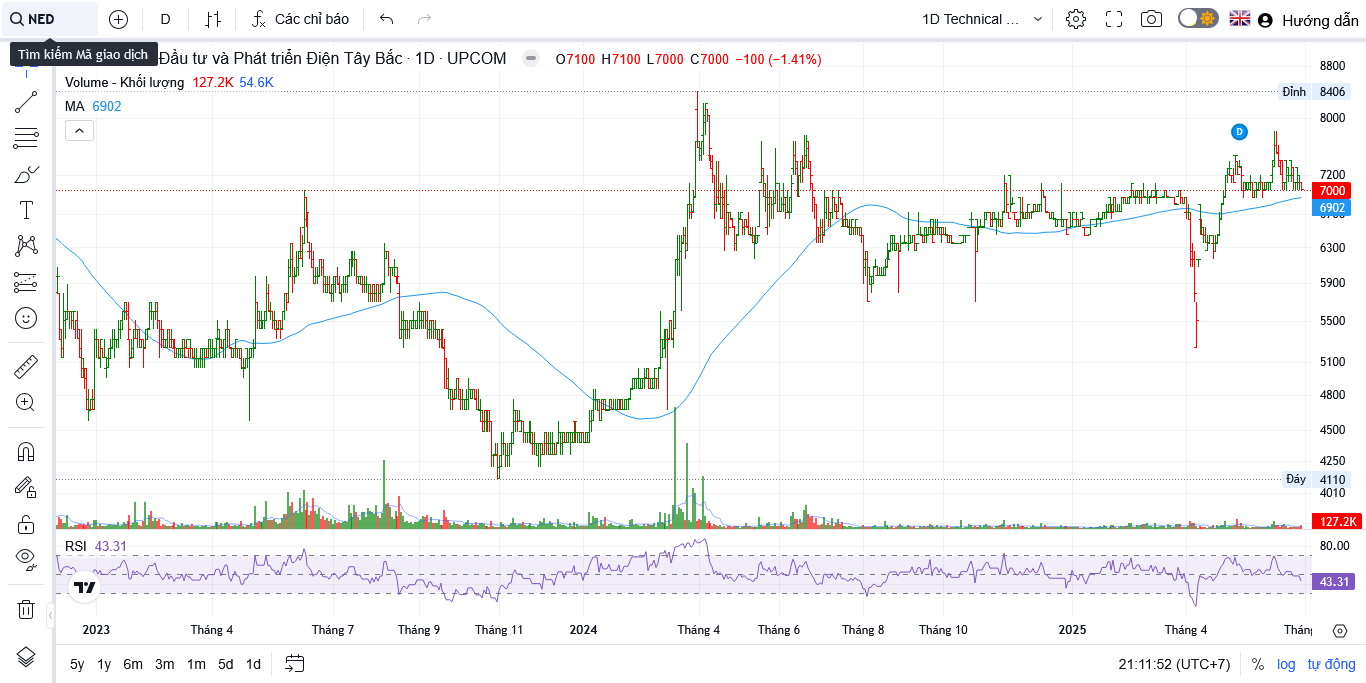 NED
D
Các chỉ báo
1D Technical ...
Hướng dẫn
Tìm kiếm Mã giao dịch
Đầu tư và Phát triển Điện Tây Bắc · 1D · UPCOM
O7100 H7100 L7000 C7000 −100 (−1.41%)
Volume - Khối lượng 127.2K 54.6K
MA 6902
8800
Đỉnh 8406
8000
D
7200
7000
6902
6300
5900
5500
5100
4800
4500
4250
Đáy 4110
4010
127.2K
RSI 43.31
80.00
43.31
2023 Tháng 4 Tháng 7 Tháng 9 Tháng 11 2024 Tháng 4 Tháng 6 Tháng 8 Tháng 10 2025 Tháng 4
5y 1y 6m 3m 1m 5d 1d
21:11:52 (UTC+7) % log tự động